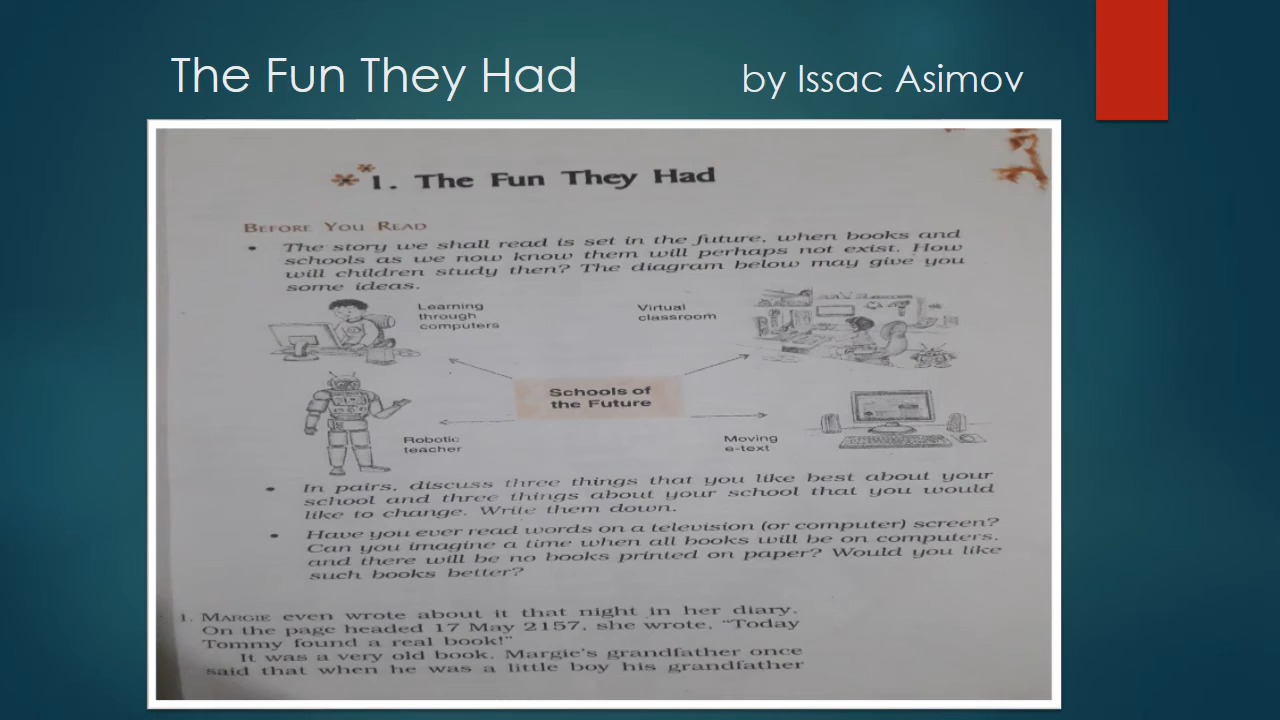 The Fun They Had by Issac Asimov
1. The Fun They Had
BEFORE YOU READ
• The story we shall read is set in the future, when books and
schools as we now know them will perhaps not exist. How
will children study then? The diagram below may give you
some ideas.
Learning
through
computers
Virtual
classroom
Schools of
the Future
Robotic
teacher
Moving
e-text
• In pairs, discuss three things that you like best about your
school and three things about your school that you would
like to change. Write them down.
• Have you ever read words on a television (or computer) screen?
Can you imagine a time when all books will be on computers,
and there will be no books printed on paper? Would you like
such books better?
1. MARGIE even wrote about it that night in her diary.
On the page headed 17 May 2157, she wrote, “Today
Tommy found a real book!”
It was a very old book. Margie's grandfather once
said that when he was a little boy his grandfather